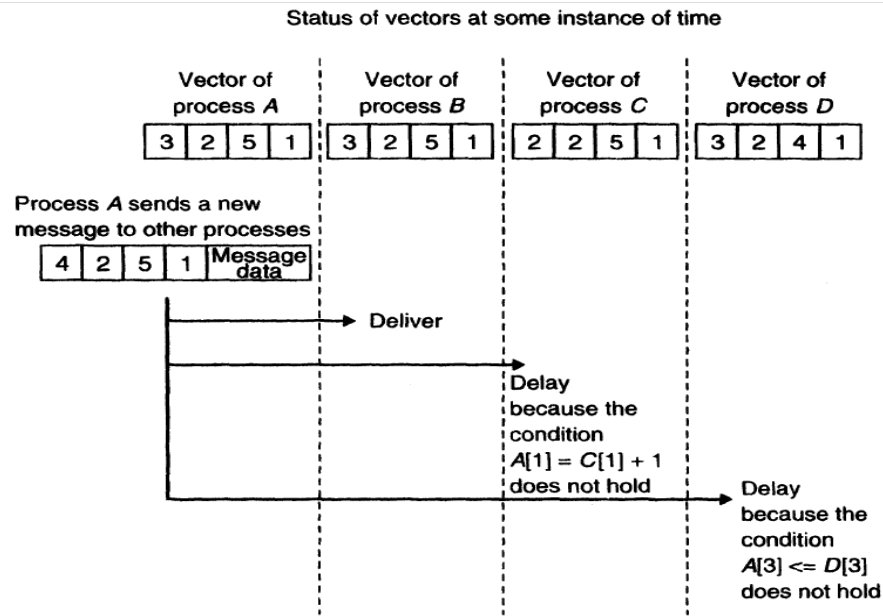 Status of vectors at some instance of time
Vector of
process A
Vector of
process B
Vector of
process C
Vector of
process D
3 2 5 1
3 2 5 1
2 2 5 1
3 2 4 1
Process A sends a new
message to other processes
4 2 5 1 Message
data
Deliver
Delay
because the
condition
A[1] = C[1] + 1
does not hold
Delay
because the
condition
A[3] <= D[3]
does not hold